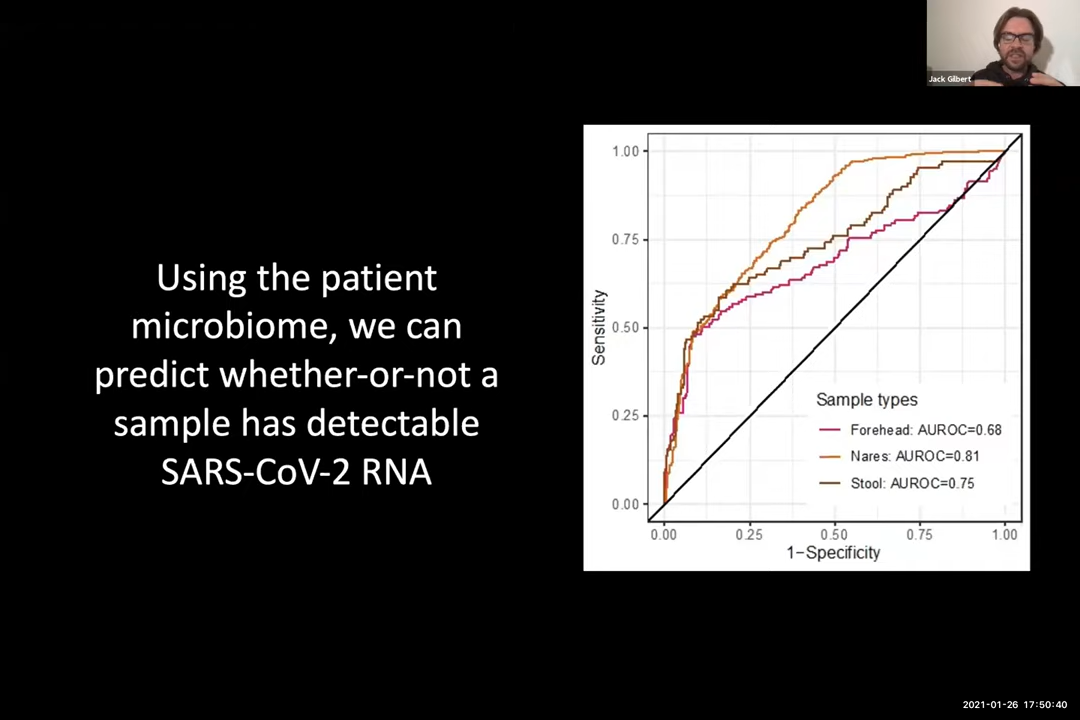 Jack Gilbert
Using the patient
microbiome, we can
predict whether-or-not a
sample has detectable
SARS-CoV-2 RNA
1.00
0.75
0.50
0.25
0.00
Sensitivity
Sample types
Forehead: AUROC=0.68
Nares: AUROC=0.81
Stool: AUROC=0.75
0.00 0.25 0.50 0.75 1.00
1−Specificity
2021-01-26 17:50:40